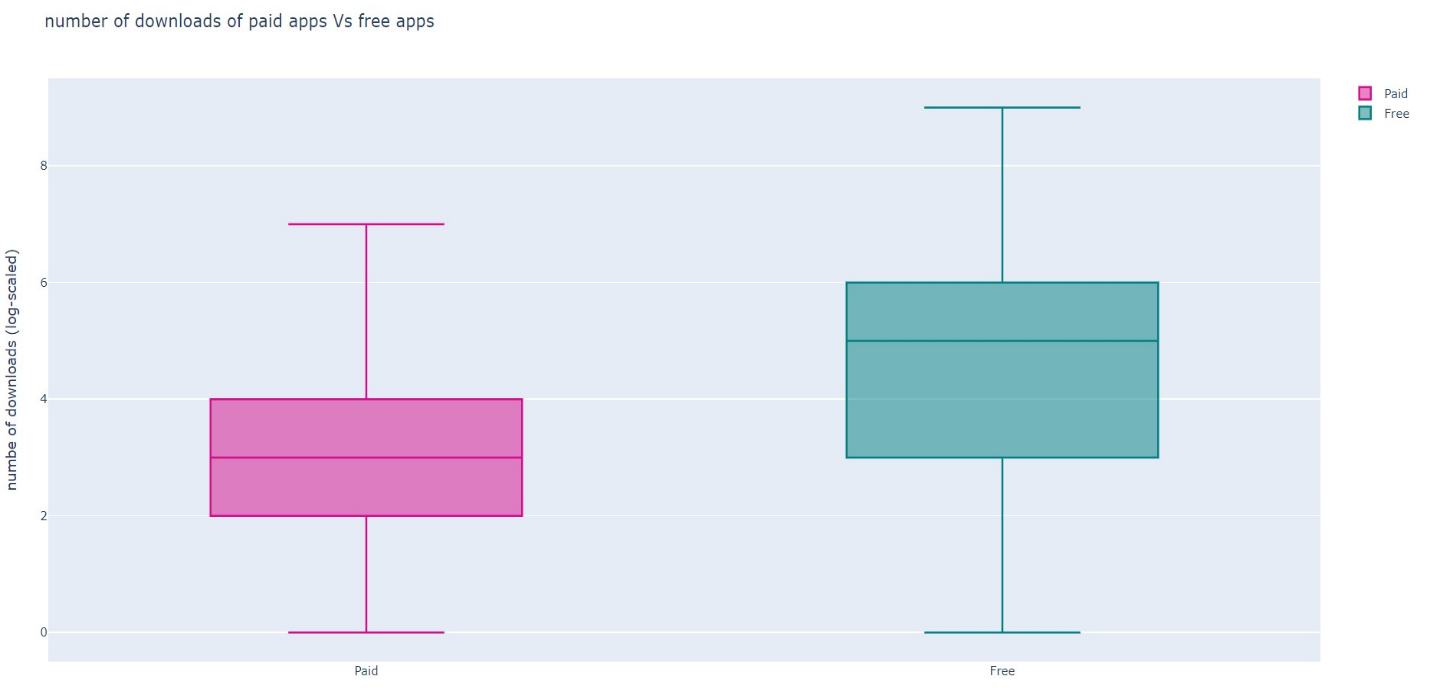 number of downloads of paid apps Vs free apps
Paid
Free
numbe of downloads (log-scaled)
8
6
4
2
0
Paid
Free